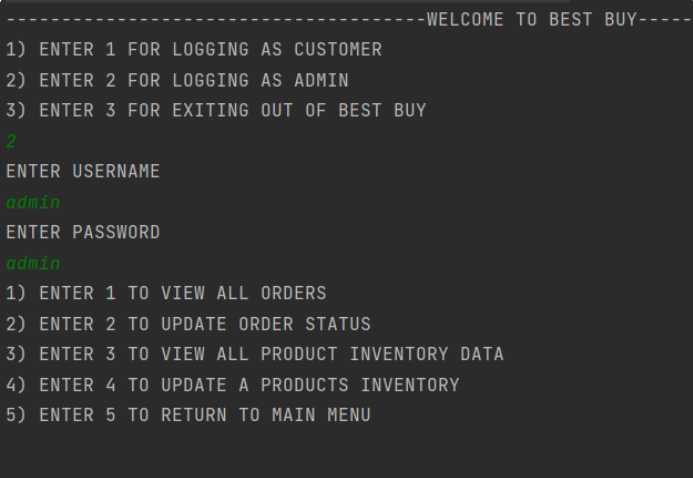 --------------------------------------WELCOME TO BEST BUY-----
1) ENTER 1 FOR LOGGING AS CUSTOMER
2) ENTER 2 FOR LOGGING AS ADMIN
3) ENTER 3 FOR EXITING OUT OF BEST BUY
2
ENTER USERNAME
admin
ENTER PASSWORD
admin
1) ENTER 1 TO VIEW ALL ORDERS
2) ENTER 2 TO UPDATE ORDER STATUS
3) ENTER 3 TO VIEW ALL PRODUCT INVENTORY DATA
4) ENTER 4 TO UPDATE A PRODUCTS INVENTORY
5) ENTER 5 TO RETURN TO MAIN MENU